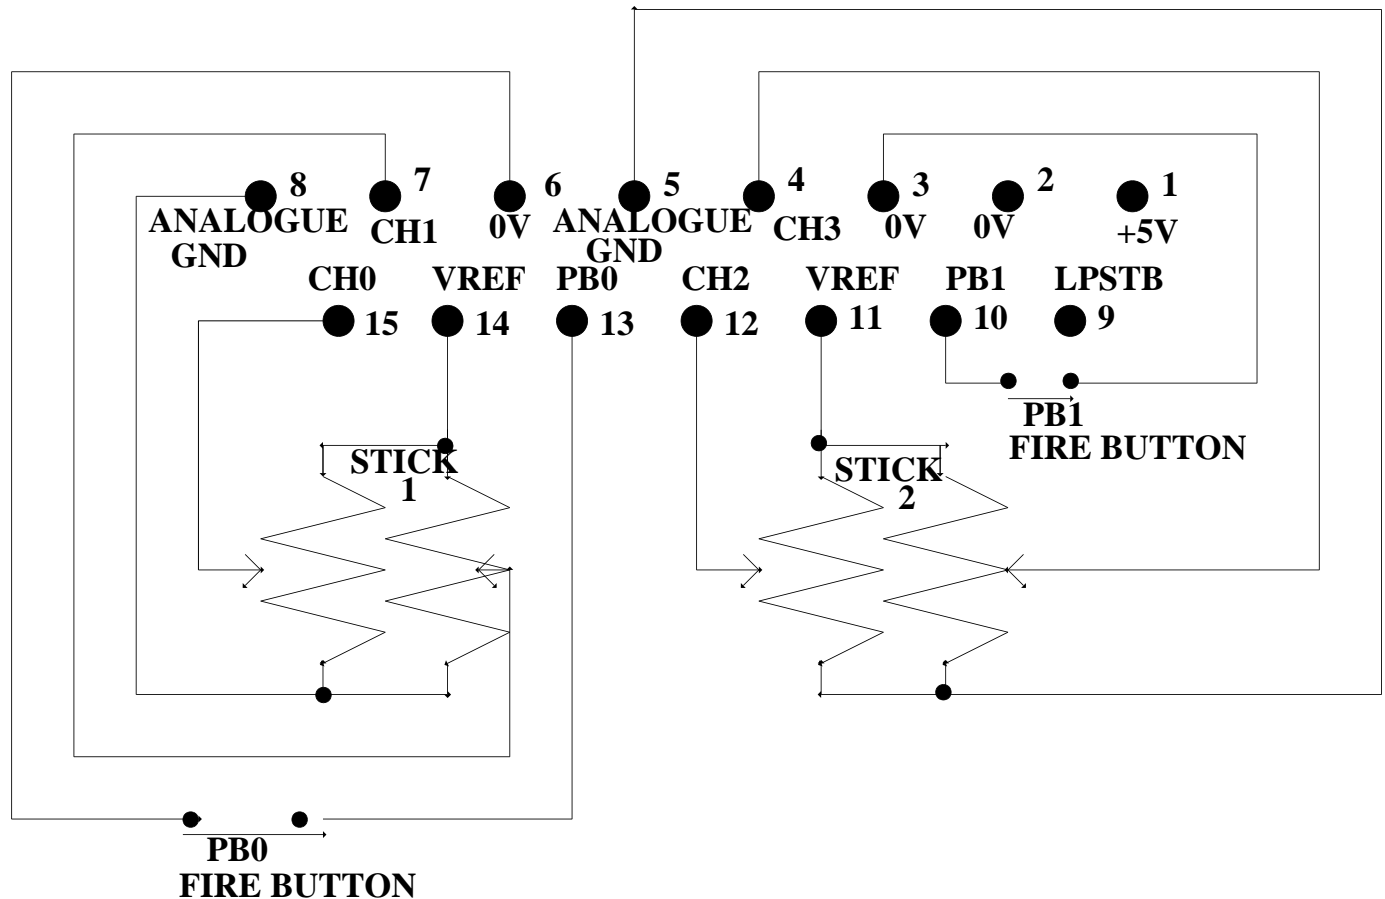 8
7
6
5
4
3
2
1
ANALOGUE
GND
CH1
0V
ANALOGUE
GND
CH3
0V
0V
+5V
CH0
VREF
PB0
CH2
VREF
PB1
LPSTB
15
14
13
12
11
10
9
PB1
FIRE BUTTON
STICK
1
STICK
2
PB0
FIRE BUTTON